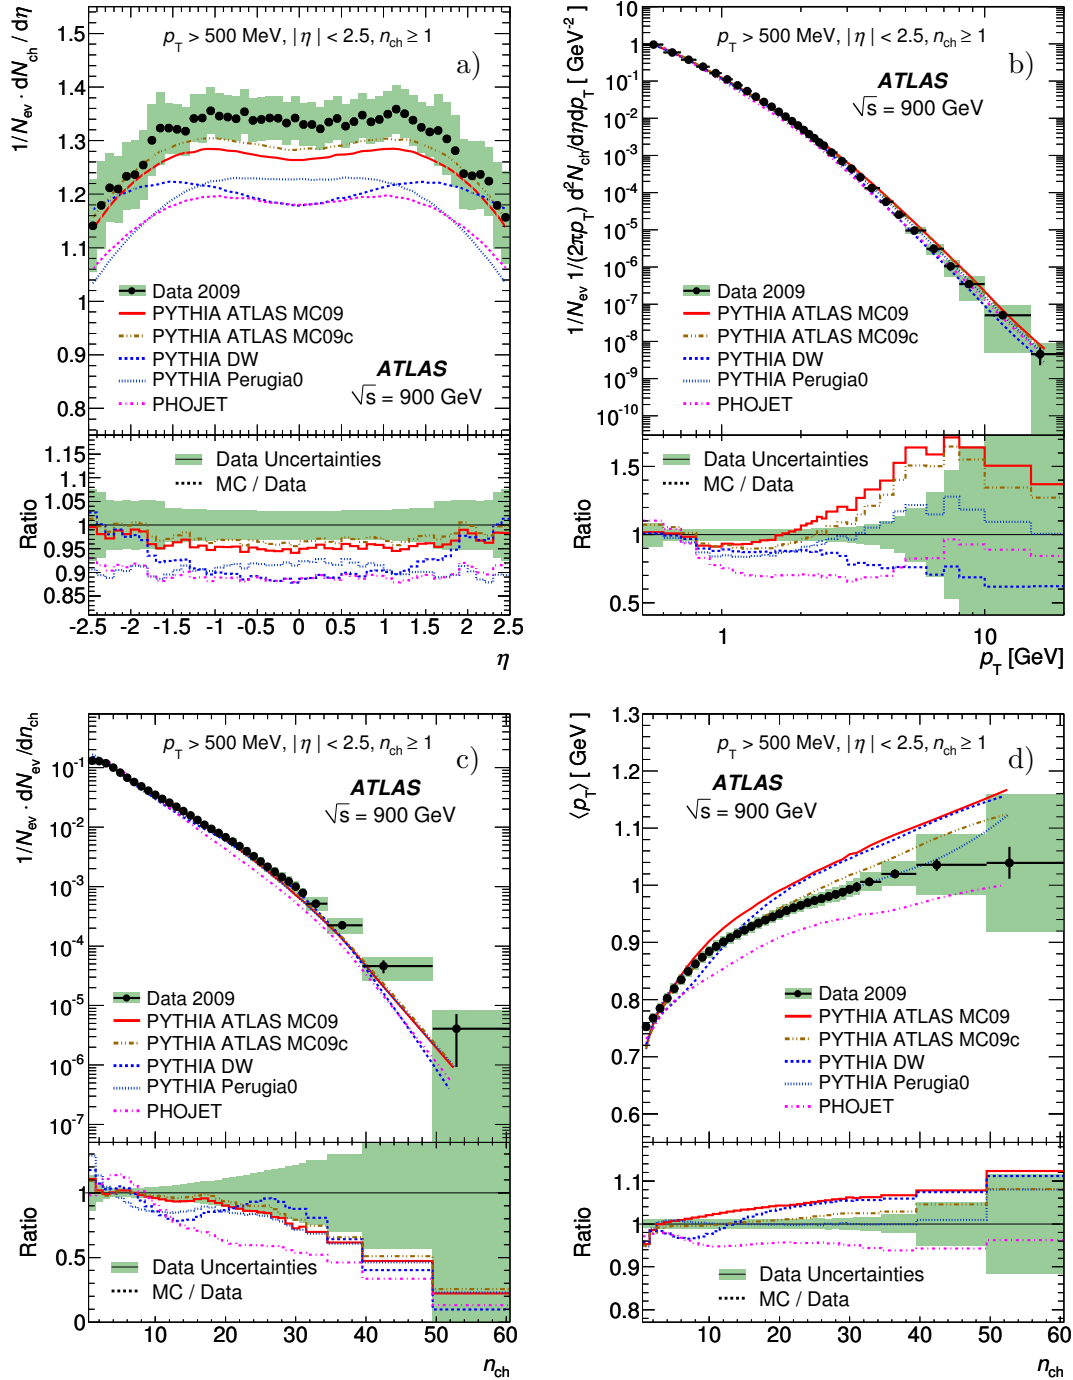 1/N_ev · dN_ch / dη
p_T > 500 MeV, | η | < 2.5, n_ch ≥ 1
a)
1.5
1.4
1.3
1.2
1.1
1
0.9
0.8
Data 2009
PYTHIA ATLAS MC09
PYTHIA ATLAS MC09c
PYTHIA DW
PYTHIA Perugia0
PHOJET
ATLAS
√s = 900 GeV
Ratio
1.15
1.1
1.05
1
0.95
0.9
0.85
Data Uncertainties
MC / Data
-2.5 -2 -1.5 -1 -0.5 0 0.5 1 1.5 2 2.5
η
1/N_ev 1/(2πp_T) d²N_ch/dηdp_T [ GeV⁻² ]
p_T > 500 MeV, | η | < 2.5, n_ch ≥ 1
b)
ATLAS
√s = 900 GeV
1
10⁻¹
10⁻²
10⁻³
10⁻⁴
10⁻⁵
10⁻⁶
10⁻⁷
10⁻⁸
10⁻⁹
10⁻¹⁰
Data 2009
PYTHIA ATLAS MC09
PYTHIA ATLAS MC09c
PYTHIA DW
PYTHIA Perugia0
PHOJET
Ratio
1.5
1
0.5
Data Uncertainties
MC / Data
1 10
p_T [GeV]
1/N_ev · dN_ev/dn_ch
p_T > 500 MeV, | η | < 2.5, n_ch ≥ 1
c)
ATLAS
√s = 900 GeV
10⁻¹
10⁻²
10⁻³
10⁻⁴
10⁻⁵
10⁻⁶
10⁻⁷
Data 2009
PYTHIA ATLAS MC09
PYTHIA ATLAS MC09c
PYTHIA DW
PYTHIA Perugia0
PHOJET
Ratio
1
0.5
0
Data Uncertainties
MC / Data
10 20 30 40 50 60
n_ch
⟨p_T⟩ [ GeV ]
p_T > 500 MeV, | η | < 2.5, n_ch ≥ 1
d)
ATLAS
√s = 900 GeV
1.3
1.2
1.1
1
0.9
0.8
0.7
0.6
Data 2009
PYTHIA ATLAS MC09
PYTHIA ATLAS MC09c
PYTHIA DW
PYTHIA Perugia0
PHOJET
Ratio
1.1
1
0.9
0.8
Data Uncertainties
MC / Data
10 20 30 40 50 60
n_ch